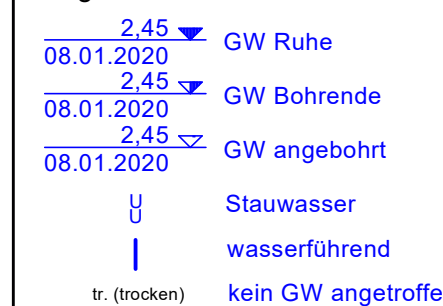 2,45 GW Ruhe
08.01.2020
2,45 GW Bohrende
08.01.2020
2,45 GW angebohrt
08.01.2020
Stauwasser
wasserführend
tr. (trocken) kein GW angetroffe